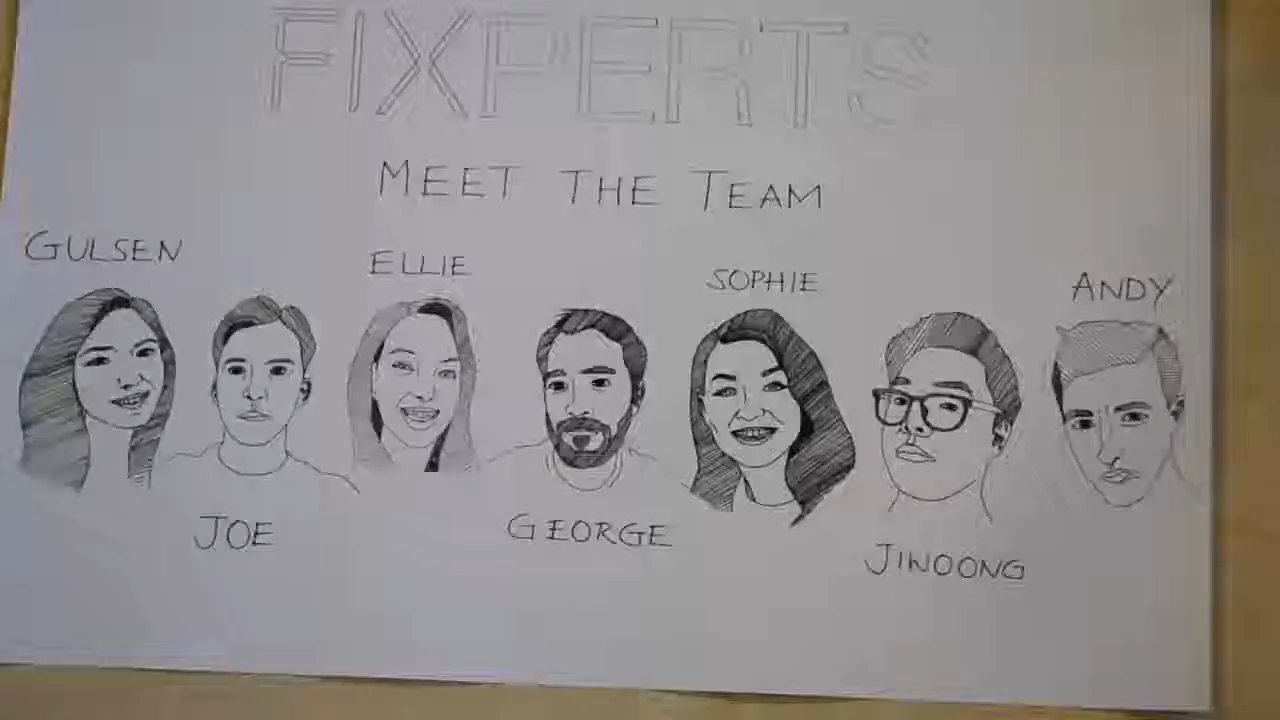 FIXPERTS
MEET THE TEAM
GULSEN
ELLIE
SOPHIE
ANDY
JOE
GEORGE
JINOONG